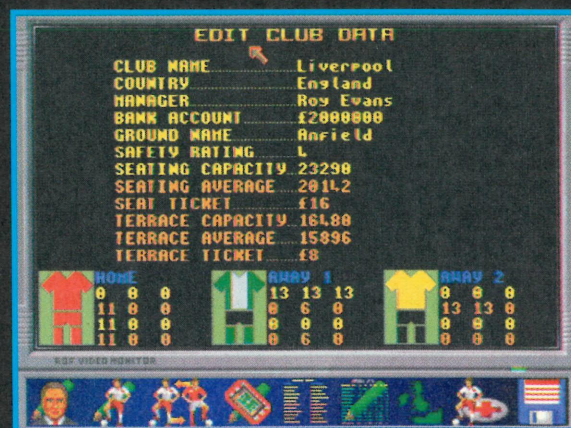 EDIT CLUB DATA
CLUB NAME Liverpool
COUNTRY England
MANAGER Roy Evans
BANK ACCOUNT £2000000
GROUND NAME Anfield
SAFETY RATING L
SEATING CAPACITY 23290
SEATING AVERAGE 20142
SEAT TICKET £16
TERRACE CAPACITY 16480
TERRACE AVERAGE 15896
TERRACE TICKET £8
HOME AWAY 1 AWAY 2
0 0 0 13 13 13 0 0 0
11 0 0 0 6 0 13 13 0
11 0 0 0 0 0 0 0 0
11 0 0 0 6 0 0 0 0
ROF VIDEO MONITOR